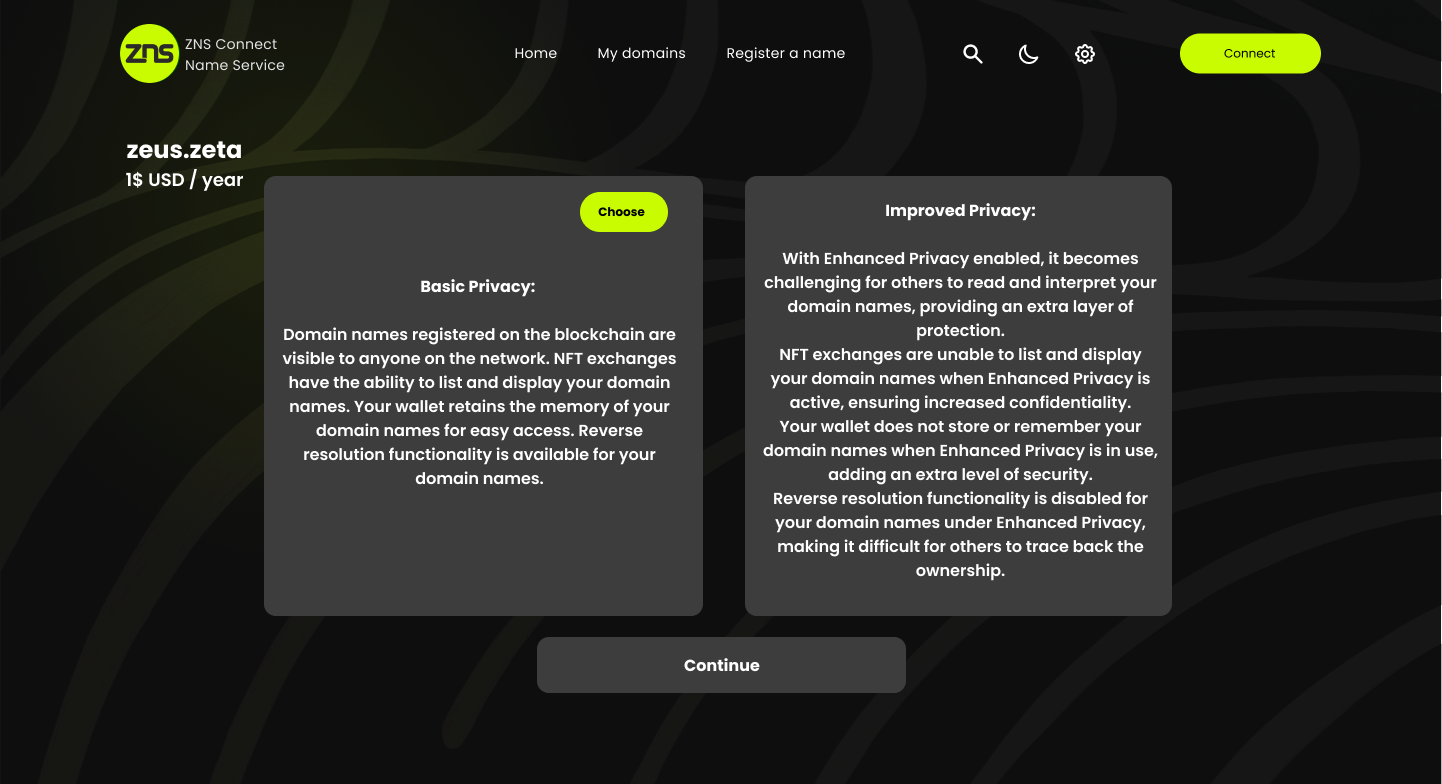 zns
ZNS Connect
Name Service
Home
My domains
Register a name
Connect
zeus.zeta
1$ USD / year
Choose
Basic Privacy:
Domain names registered on the blockchain are
visible to anyone on the network. NFT exchanges
have the ability to list and display your domain
names. Your wallet retains the memory of your
domain names for easy access. Reverse
resolution functionality is available for your
domain names.
Improved Privacy:
With Enhanced Privacy enabled, it becomes
challenging for others to read and interpret your
domain names, providing an extra layer of
protection.
NFT exchanges are unable to list and display
your domain names when Enhanced Privacy is
active, ensuring increased confidentiality.
Your wallet does not store or remember your
domain names when Enhanced Privacy is in use,
adding an extra level of security.
Reverse resolution functionality is disabled for
your domain names under Enhanced Privacy,
making it difficult for others to trace back the
ownership.
Continue